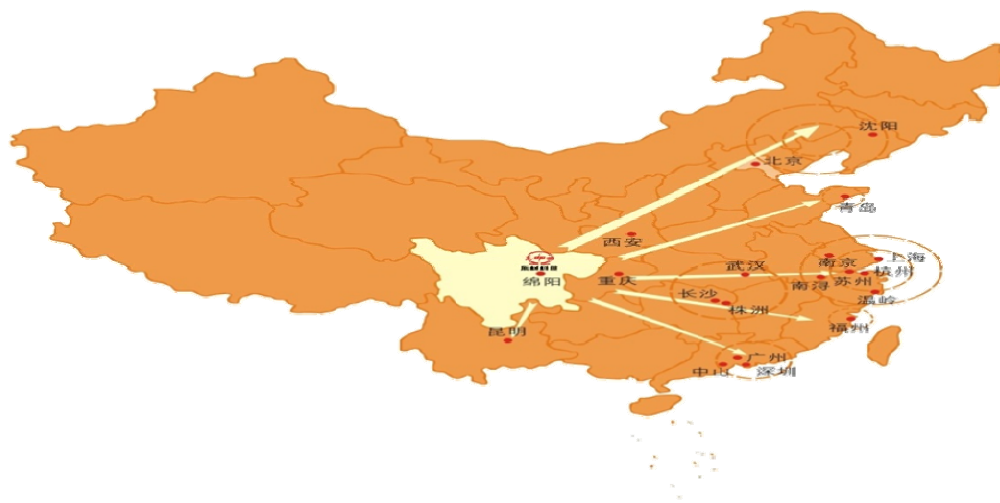 沈阳
北京
青岛
西安
上海
南京
武汉
杭州
绵阳
重庆
南浔
苏州
长沙
温岭
株洲
福州
昆明
广州
中山
深圳